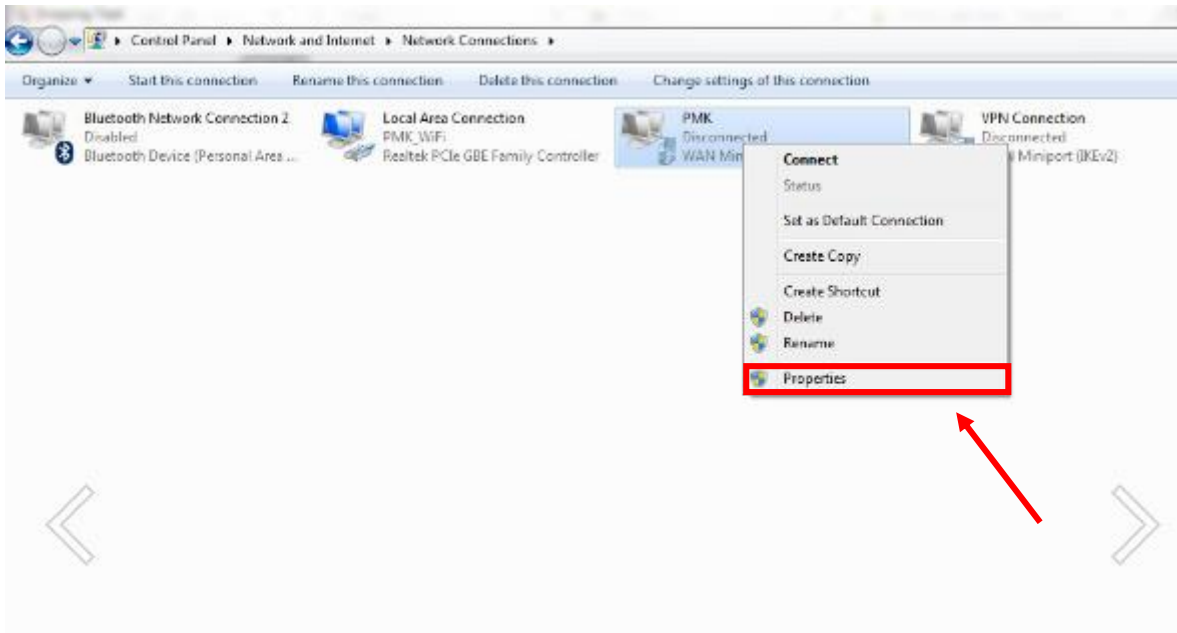 Control Panel ▸ Network and Internet ▸ Network Connections ▸
Organize ▾ Start this connection Rename this connection Delete this connection Change settings of this connection
Bluetooth Network Connection 2
Disabled
Bluetooth Device (Personal Area ...
Local Area Connection
PMK_WiFi
Realtek PCIe GBE Family Controller
PMK
Disconnected
WAN
VPN Connection
Disconnected
Miniport (IKEv2)
Connect
Status
Set as Default Connection
Create Copy
Create Shortcut
Delete
Rename
Properties